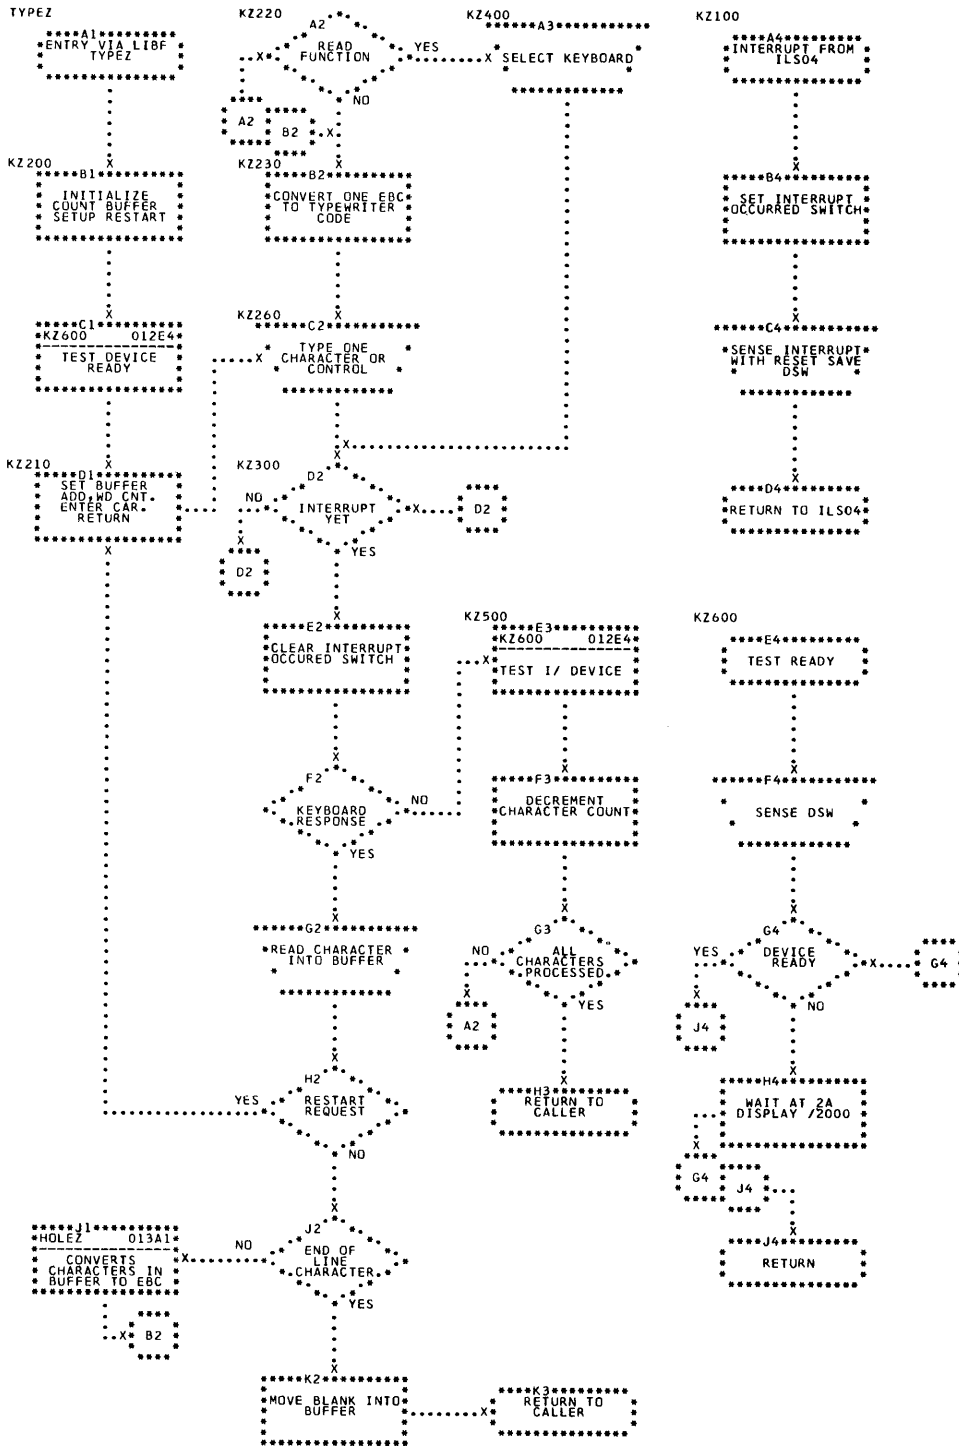 TYPEZ
A1
ENTRY VIA LIBF
TYPEZ
KZ200
B1
INITIALIZE
COUNT BUFFER
SETUP RESTART
C1
KZ600 012E4
TEST DEVICE
READY
KZ210
D1
SET BUFFER
ADD,WD CNT.
ENTER CAR.
RETURN
J1
HOLEZ 013A1
CONVERTS
CHARACTERS IN
BUFFER TO EBC
B2
KZ220
A2
READ
FUNCTION
YES
NO
A2
B2
KZ230
B2
CONVERT ONE EBC
TO TYPEWRITER
CODE
KZ260
C2
TYPE ONE
CHARACTER OR
CONTROL
KZ300
D2
NO
INTERRUPT
YET
D2
YES
D2
E2
CLEAR INTERRUPT
OCCURED SWITCH
F2
NO
KEYBOARD
RESPONSE
YES
G2
READ CHARACTER
INTO BUFFER
H2
YES
RESTART
REQUEST
NO
J2
NO
END OF
LINE
CHARACTER
YES
K2
MOVE BLANK INTO
BUFFER
KZ400
A3
SELECT KEYBOARD
KZ500
E3
KZ600 012E4
TEST I/ DEVICE
F3
DECREMENT
CHARACTER COUNT
G3
NO
ALL
CHARACTERS
PROCESSED
YES
A2
H3
RETURN TO
CALLER
K3
RETURN TO
CALLER
KZ100
A4
INTERRUPT FROM
ILS04
B4
SET INTERRUPT
OCCURRED SWITCH
C4
SENSE INTERRUPT
WITH RESET SAVE
DSW
D4
RETURN TO ILS04
KZ600
E4
TEST READY
F4
SENSE DSW
G4
YES
DEVICE
READY
G4
NO
J4
H4
WAIT AT 2A
DISPLAY /2000
G4
J4
J4
RETURN